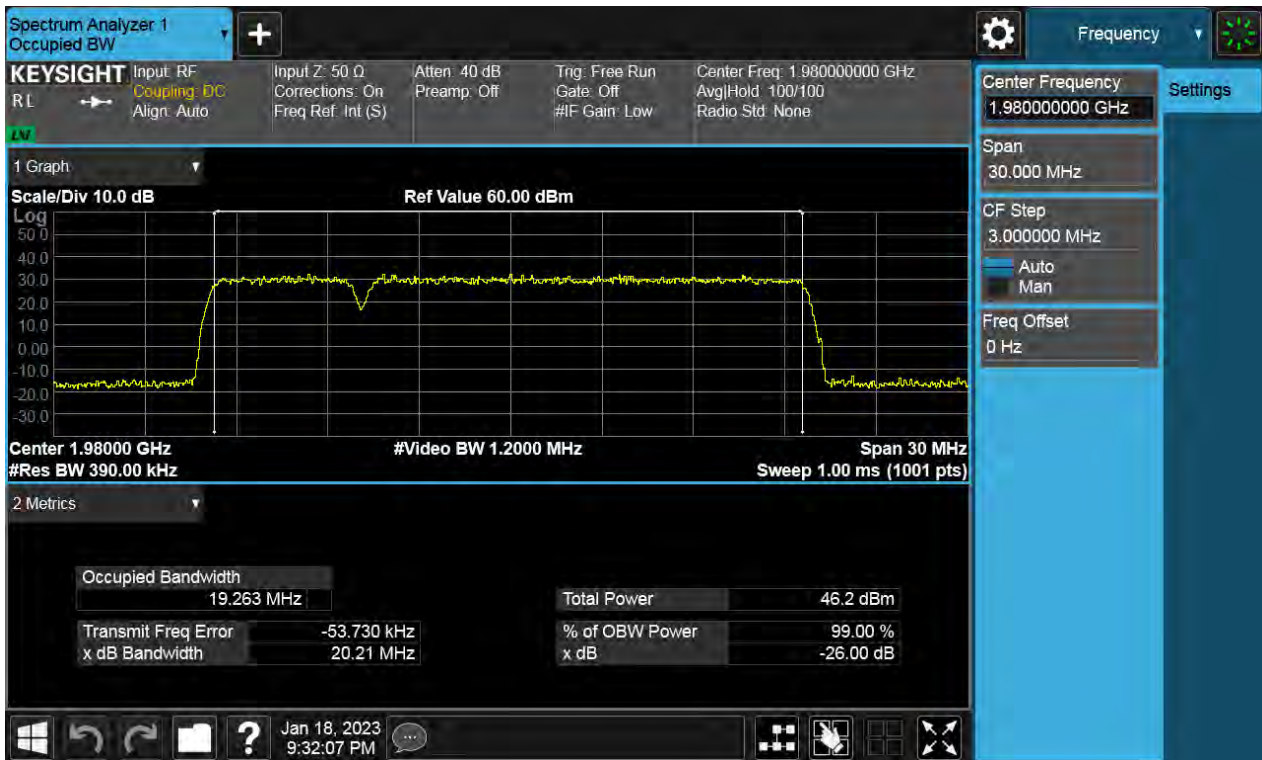 Spectrum Analyzer 1
Occupied BW
+
Frequency
KEYSIGHT
RL
Input: RF
Coupling: DC
Align: Auto
Input Z: 50 Ω
Corrections: On
Freq Ref: Int (S)
Atten: 40 dB
Preamp: Off
Trig: Free Run
Gate: Off
#IF Gain: Low
Center Freq: 1.980000000 GHz
Avg|Hold: 100/100
Radio Std: None
Center Frequency
1.980000000 GHz
Settings
Span
30.000 MHz
CF Step
3.000000 MHz
Auto
Man
Freq Offset
0 Hz
1 Graph
Scale/Div 10.0 dB
Ref Value 60.00 dBm
Log
50.0
40.0
30.0
20.0
10.0
0.00
-10.0
-20.0
-30.0
Center 1.98000 GHz
#Video BW 1.2000 MHz
Span 30 MHz
#Res BW 390.00 kHz
Sweep 1.00 ms (1001 pts)
2 Metrics
Occupied Bandwidth
19.263 MHz
Total Power 46.2 dBm
Transmit Freq Error -53.730 kHz
% of OBW Power 99.00 %
x dB Bandwidth 20.21 MHz
x dB -26.00 dB
?
Jan 18, 2023
9:32:07 PM